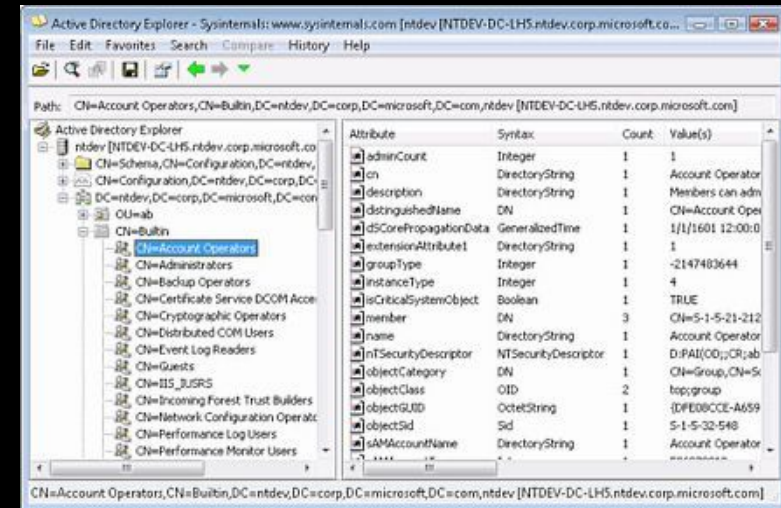 Active Directory Explorer - Sysinternals: www.sysinternals.com [ntdev [NTDEV-DC-LH5.ntdev.corp.microsoft.co...
File Edit Favorites Search Compare History Help
Path: CN=Account Operators,CN=Builtin,DC=ntdev,DC=corp,DC=microsoft,DC=com,ntdev [NTDEV-DC-LH5.ntdev.corp.microsoft.com]
Active Directory Explorer
ntdev [NTDEV-DC-LH5.ntdev.corp.microsoft.co
CN=Schema,CN=Configuration,DC=ntdev,
CN=Configuration,DC=ntdev,DC=corp,DC=
DC=ntdev,DC=corp,DC=microsoft,DC=con
OU=ab
CN=Builtin
CN=Account Operators
CN=Administrators
CN=Backup Operators
CN=Certificate Service DCOM Acce
CN=Cryptographic Operators
CN=Distributed COM Users
CN=Event Log Readers
CN=Guests
CN=IIS_IUSRS
CN=Incoming Forest Trust Builders
CN=Network Configuration Operatc
CN=Performance Log Users
CN=Performance Monitor Users
Attribute Syntax Count Value(s)
adminCount Integer 1 1
cn DirectoryString 1 Account Operator
description DirectoryString 1 Members can adm
distinguishedName DN 1 CN=Account Oper
dSCorePropagationData GeneralizedTime 1 1/1/1601 12:00:0
extensionAttribute1 DirectoryString 1 1
groupType Integer 1 -2147483644
instanceType Integer 1 4
isCriticalSystemObject Boolean 1 TRUE
member DN 3 CN=S-1-5-21-212
name DirectoryString 1 Account Operator
nTSecurityDescriptor NTSecurityDescriptor 1 D:PAI(OD;;CR;ab
objectCategory DN 1 CN=Group,CN=Sc
objectClass OID 2 top;group
objectGUID OctetString 1 {DFE08CCE-A659
objectSid Sid 1 S-1-5-32-548
sAMAccountName DirectoryString 1 Account Operator
CN=Account Operators,CN=Builtin,DC=ntdev,DC=corp,DC=microsoft,DC=com,ntdev [NTDEV-DC-LH5.ntdev.corp.microsoft.com]